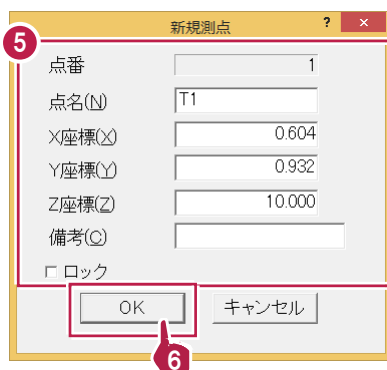 新規測点 ? ×
5
点番 1
点名(N) T1
X座標(X) 0.604
Y座標(Y) 0.932
Z座標(Z) 10.000
備考(C)
ロック
OK キャンセル
6